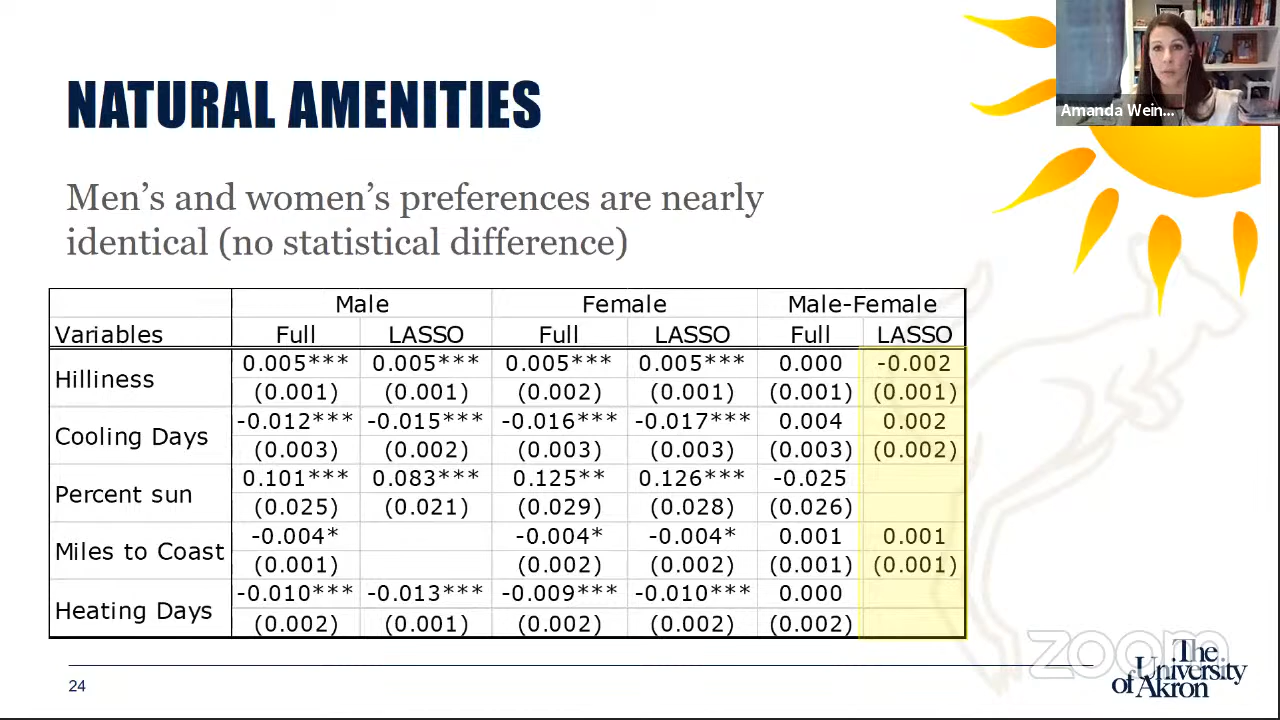 Amanda Wein...
NATURAL AMENITIES
Men's and women's preferences are nearly
identical (no statistical difference)
Male Female Male-Female
Variables Full LASSO Full LASSO Full LASSO
Hilliness 0.005*** 0.005*** 0.005*** 0.005*** 0.000 -0.002
(0.001) (0.001) (0.002) (0.001) (0.001) (0.001)
Cooling Days -0.012*** -0.015*** -0.016*** -0.017*** 0.004 0.002
(0.003) (0.002) (0.003) (0.003) (0.003) (0.002)
Percent sun 0.101*** 0.083*** 0.125** 0.126*** -0.025
(0.025) (0.021) (0.029) (0.028) (0.026)
Miles to Coast -0.004* -0.004* -0.004* 0.001 0.001
(0.001) (0.002) (0.002) (0.001) (0.001)
Heating Days -0.010*** -0.013*** -0.009*** -0.010*** 0.000
(0.002) (0.001) (0.002) (0.002) (0.002)
zoom
The
University
of Akron
24